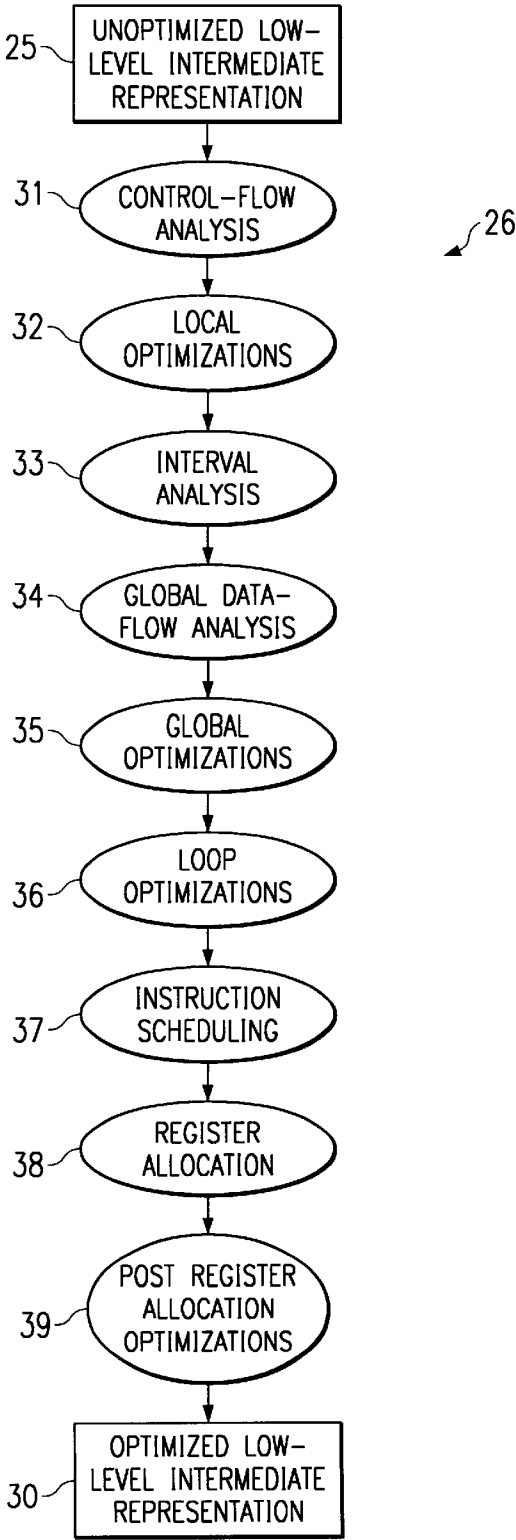 25
UNOPTIMIZED LOW-
LEVEL INTERMEDIATE
REPRESENTATION
31
CONTROL-FLOW
ANALYSIS
26
32
LOCAL
OPTIMIZATIONS
33
INTERVAL
ANALYSIS
34
GLOBAL DATA-
FLOW ANALYSIS
35
GLOBAL
OPTIMIZATIONS
36
LOOP
OPTIMIZATIONS
37
INSTRUCTION
SCHEDULING
38
REGISTER
ALLOCATION
39
POST REGISTER
ALLOCATION
OPTIMIZATIONS
30
OPTIMIZED LOW-
LEVEL INTERMEDIATE
REPRESENTATION